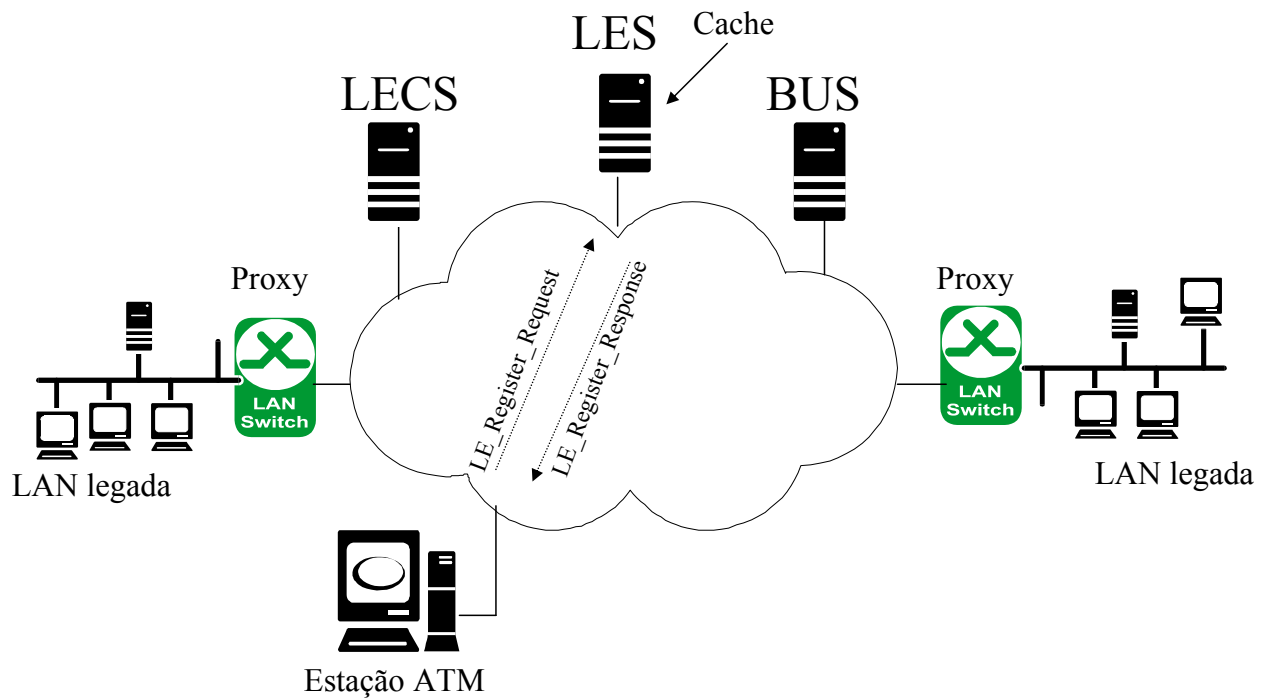 LES
Cache
LECS
BUS
Proxy
Proxy
LE_Register_Request
LE_Register_Response
LAN
Switch
LAN
Switch
LAN legada
LAN legada
Estação ATM